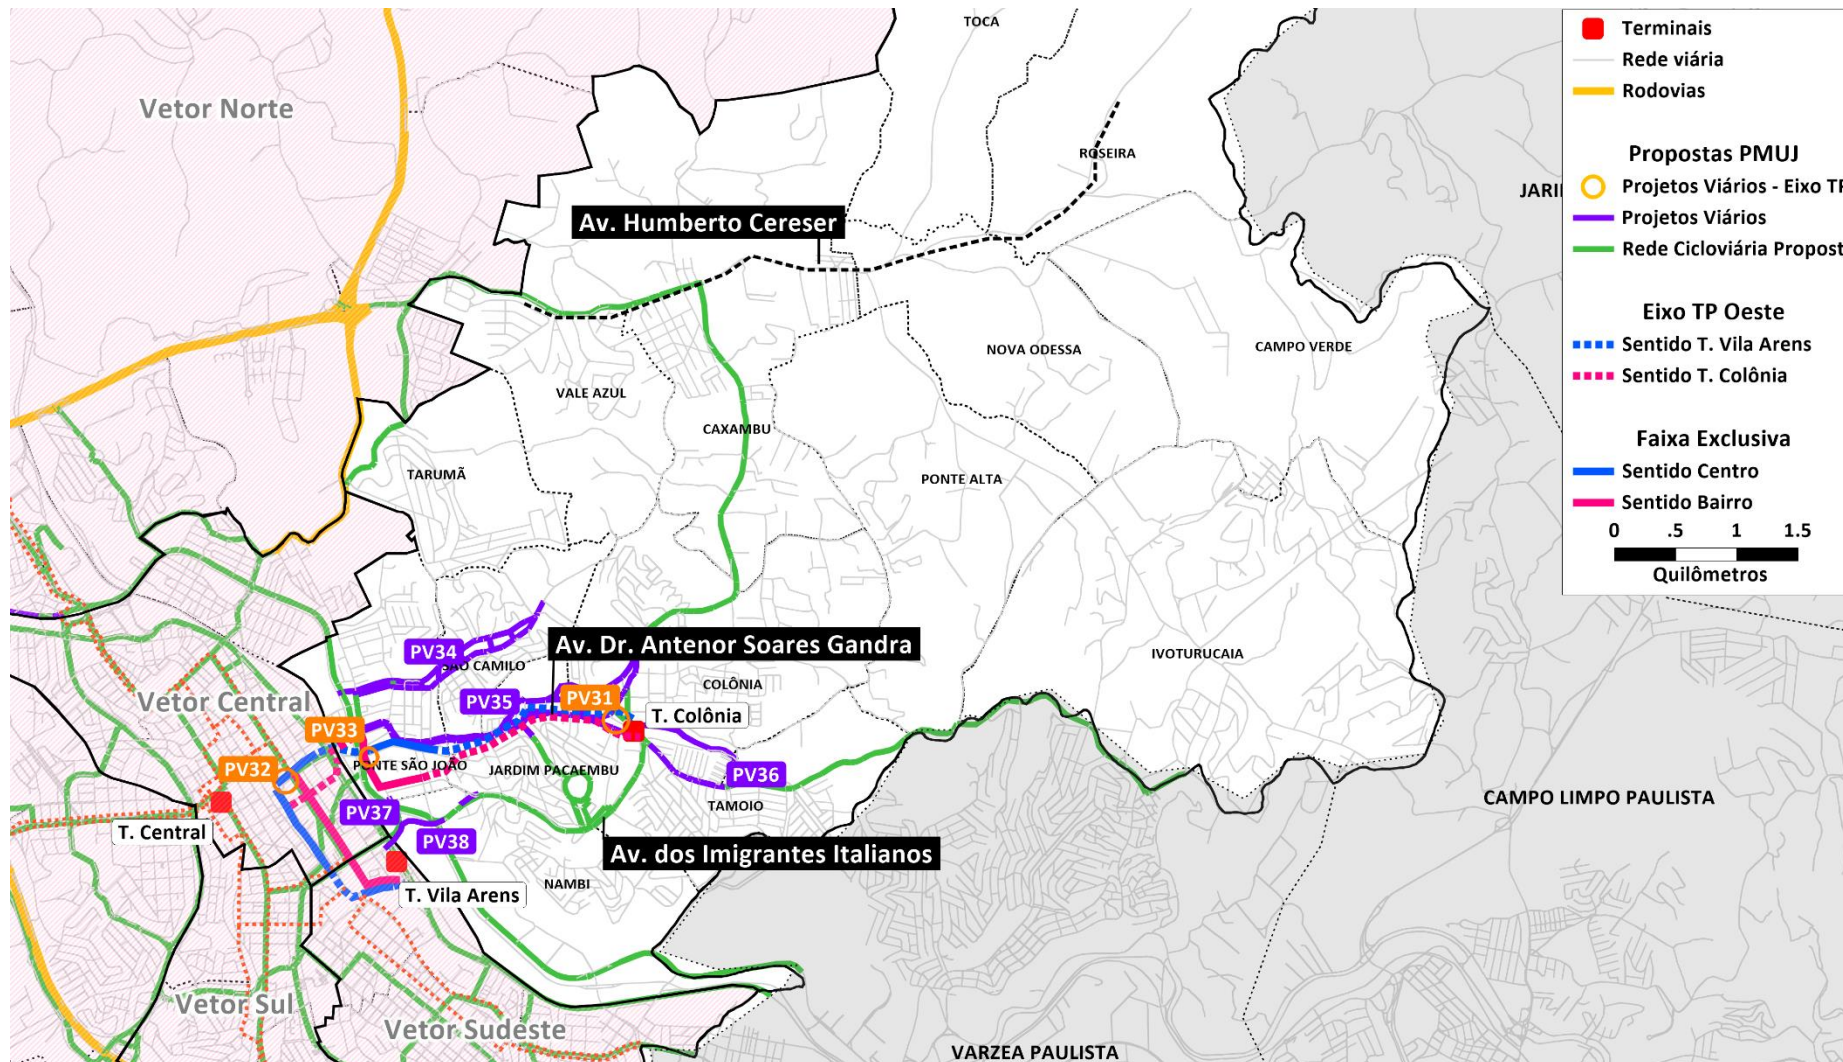 TOCA
Terminais
Rede viária
Rodovias
Vetor Norte
Propostas PMUJ
ROSEIRA
Projetos Viários - Eixo TP
JARI
Av. Humberto Cereser
Projetos Viários
Rede Cicloviária Propost
Eixo TP Oeste
NOVA ODESSA
CAMPO VERDE
Sentido T. Vila Arens
Sentido T. Colônia
VALE AZUL
CAXAMBU
Faixa Exclusiva
TARUMÃ
PONTE ALTA
Sentido Centro
Sentido Bairro
0 .5 1 1.5
Quilômetros
Av. Dr. Antenor Soares Gandra
PV34
SÃO CAMILO
IVOTURUCAIA
COLÔNIA
Vetor Central
PV35
PV31
T. Colônia
PV33
PONTE SÃO JOÃO
JARDIM PACAEMBU
PV32
PV36
TAMOIO
CAMPO LIMPO PAULISTA
PV37
T. Central
PV38
Av. dos Imigrantes Italianos
NAMBI
T. Vila Arens
Vetor Sul
Vetor Sudeste
VARZEA PAULISTA